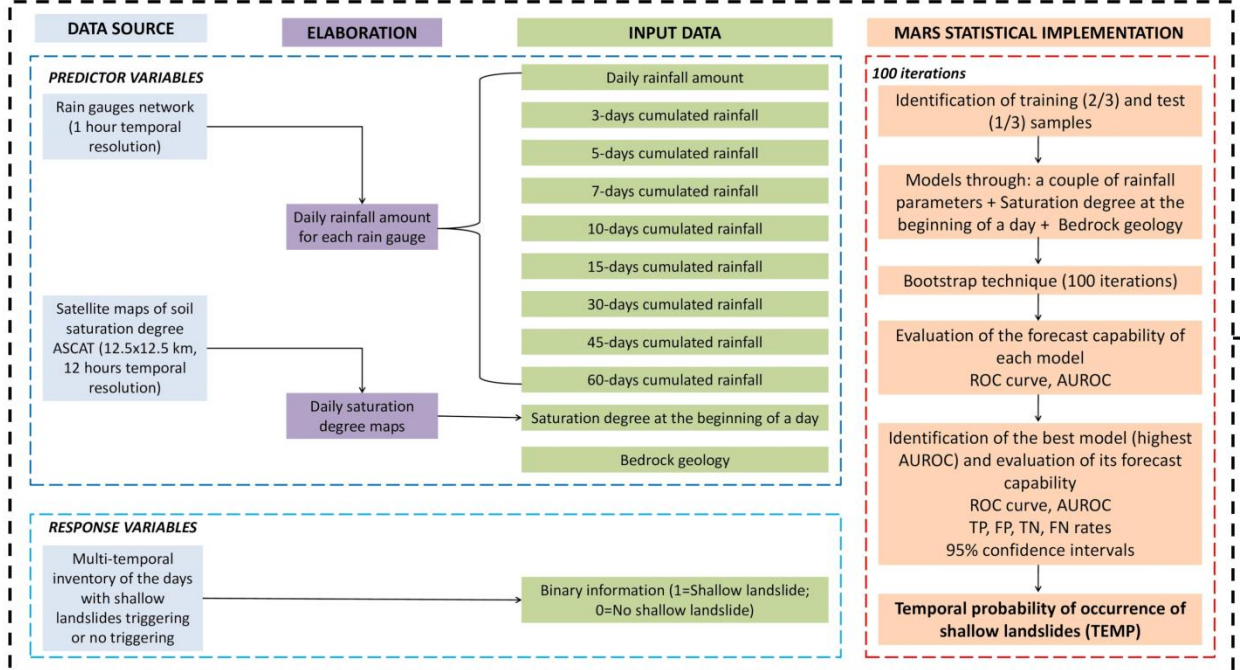 DATA SOURCE
ELABORATION
INPUT DATA
MARS STATISTICAL IMPLEMENTATION
PREDICTOR VARIABLES
Rain gauges network
(1 hour temporal
resolution)
Satellite maps of soil
saturation degree
ASCAT (12.5x12.5 km,
12 hours temporal
resolution)
Daily rainfall amount
for each rain gauge
Daily saturation
degree maps
Daily rainfall amount
3-days cumulated rainfall
5-days cumulated rainfall
7-days cumulated rainfall
10-days cumulated rainfall
15-days cumulated rainfall
30-days cumulated rainfall
45-days cumulated rainfall
60-days cumulated rainfall
Saturation degree at the beginning of a day
Bedrock geology
RESPONSE VARIABLES
Multi-temporal
inventory of the days
with shallow
landslides triggering
or no triggering
Binary information (1=Shallow landslide;
0=No shallow landslide)
100 iterations
Identification of training (2/3) and test
(1/3) samples
Models through: a couple of rainfall
parameters + Saturation degree at the
beginning of a day + Bedrock geology
Bootstrap technique (100 iterations)
Evaluation of the forecast capability of
each model
ROC curve, AUROC
Identification of the best model (highest
AUROC) and evaluation of its forecast
capability
ROC curve, AUROC
TP, FP, TN, FN rates
95% confidence intervals
Temporal probability of occurrence of
shallow landslides (TEMP)